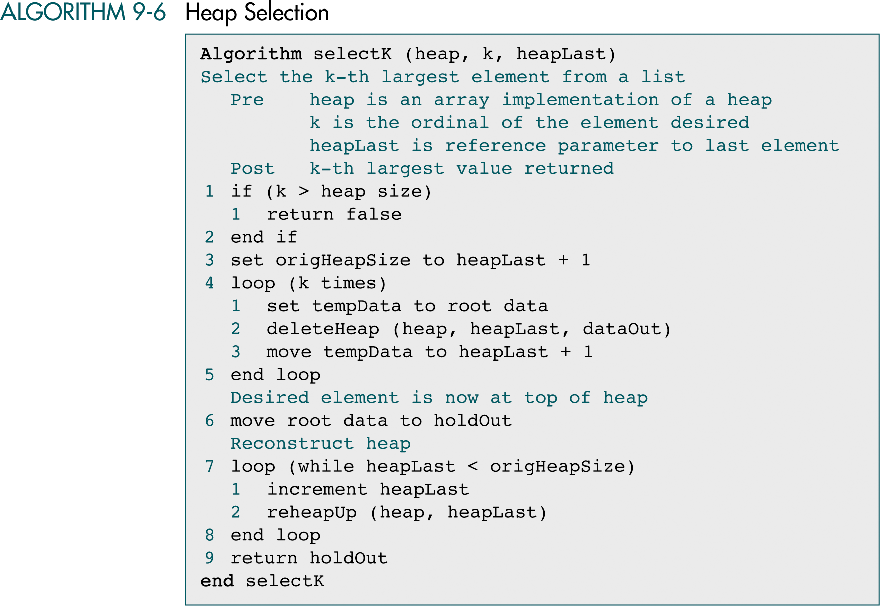 ALGORITHM 9-6 Heap Selection
Algorithm selectK (heap, k, heapLast)
Select the k-th largest element from a list
Pre heap is an array implementation of a heap
k is the ordinal of the element desired
heapLast is reference parameter to last element
Post k-th largest value returned
1 if (k > heap size)
1 return false
2 end if
3 set origHeapSize to heapLast + 1
4 loop (k times)
1 set tempData to root data
2 deleteHeap (heap, heapLast, dataOut)
3 move tempData to heapLast + 1
5 end loop
Desired element is now at top of heap
6 move root data to holdOut
Reconstruct heap
7 loop (while heapLast < origHeapSize)
1 increment heapLast
2 reheapUp (heap, heapLast)
8 end loop
9 return holdOut
end selectK